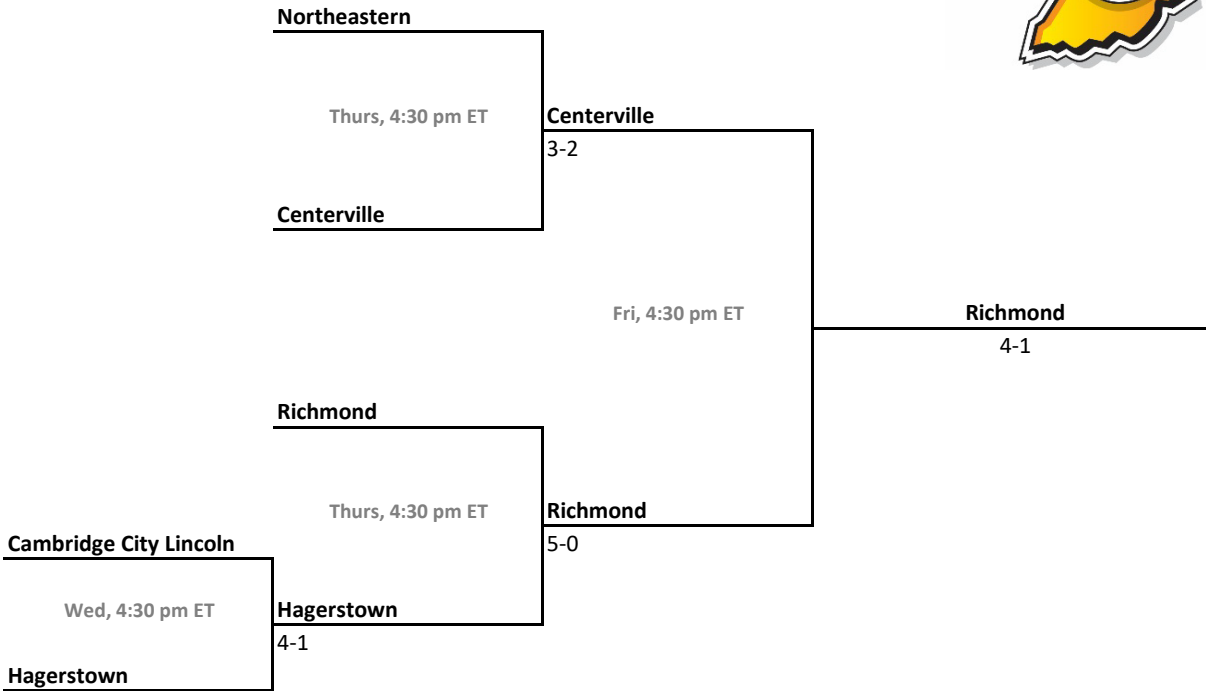 Northeastern
Thurs, 4:30 pm ET
Centerville
3-2
Centerville
Fri, 4:30 pm ET
Richmond
4-1
Richmond
Thurs, 4:30 pm ET
Richmond
5-0
Cambridge City Lincoln
Wed, 4:30 pm ET
Hagerstown
4-1
Hagerstown